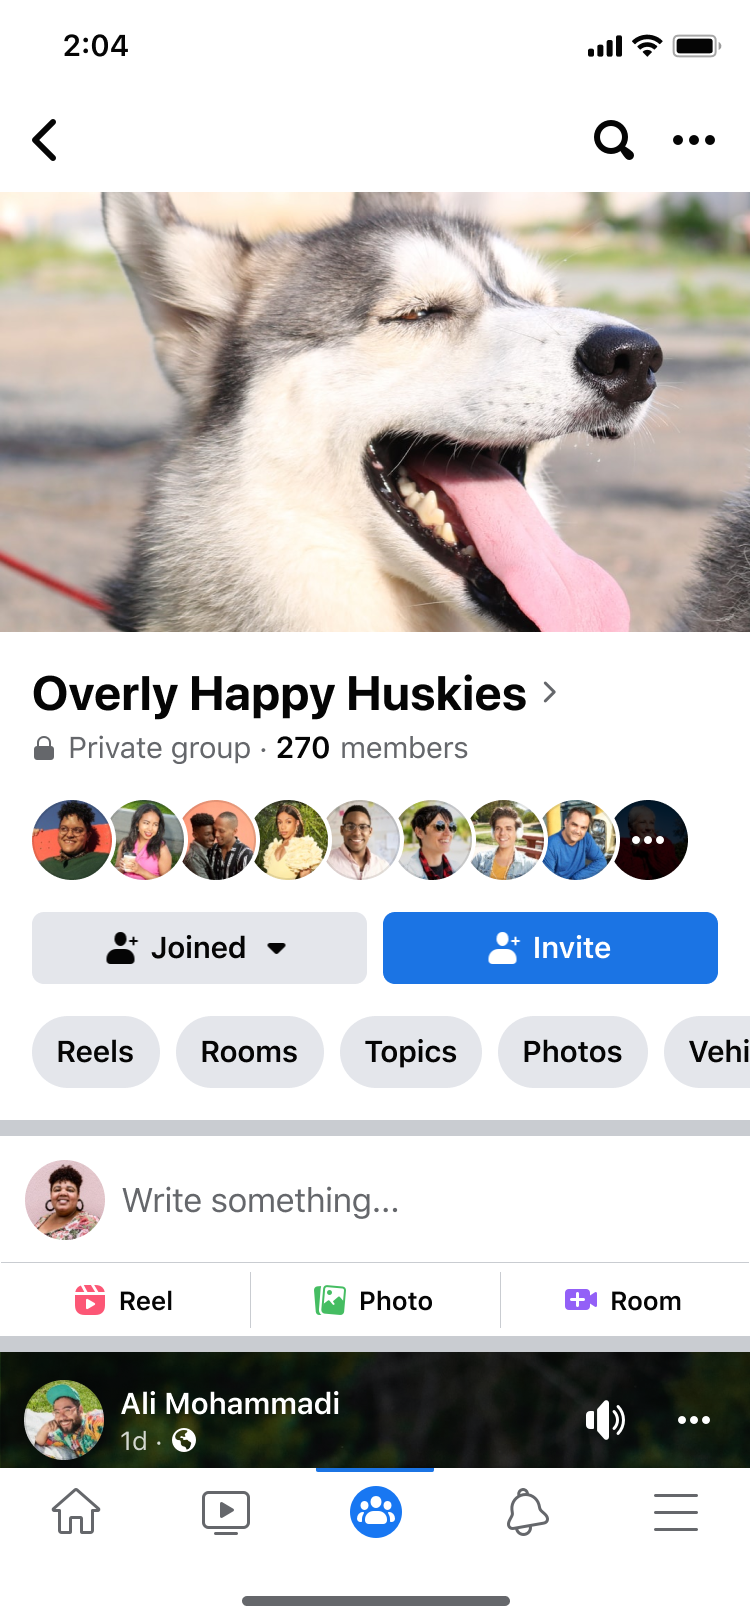 2:04
Overly Happy Huskies
Private group · 270 members
Joined
Invite
Reels
Rooms
Topics
Photos
Vehi
Write something...
Reel
Photo
Room
Ali Mohammadi
1d ·